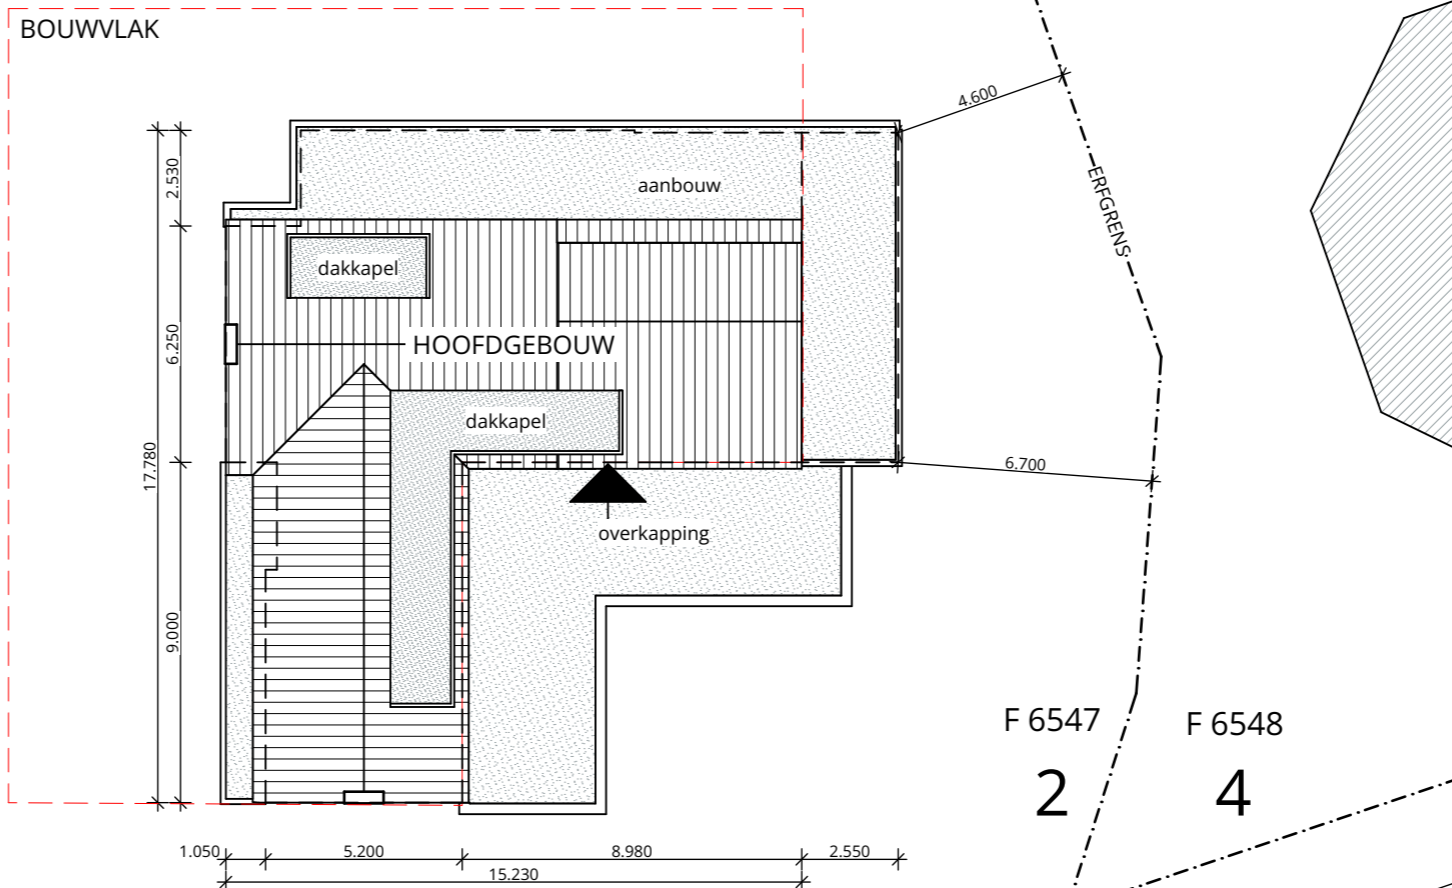 BOUWVLAK
4.600
2.530
aanbouw
ERFGRENS
dakkapel
6.250
HOOFDGEBOUW
dakkapel
17.780
6.700
overkapping
9.000
F 6547
F 6548
2
4
1.050
5.200
8.980
2.550
15.230